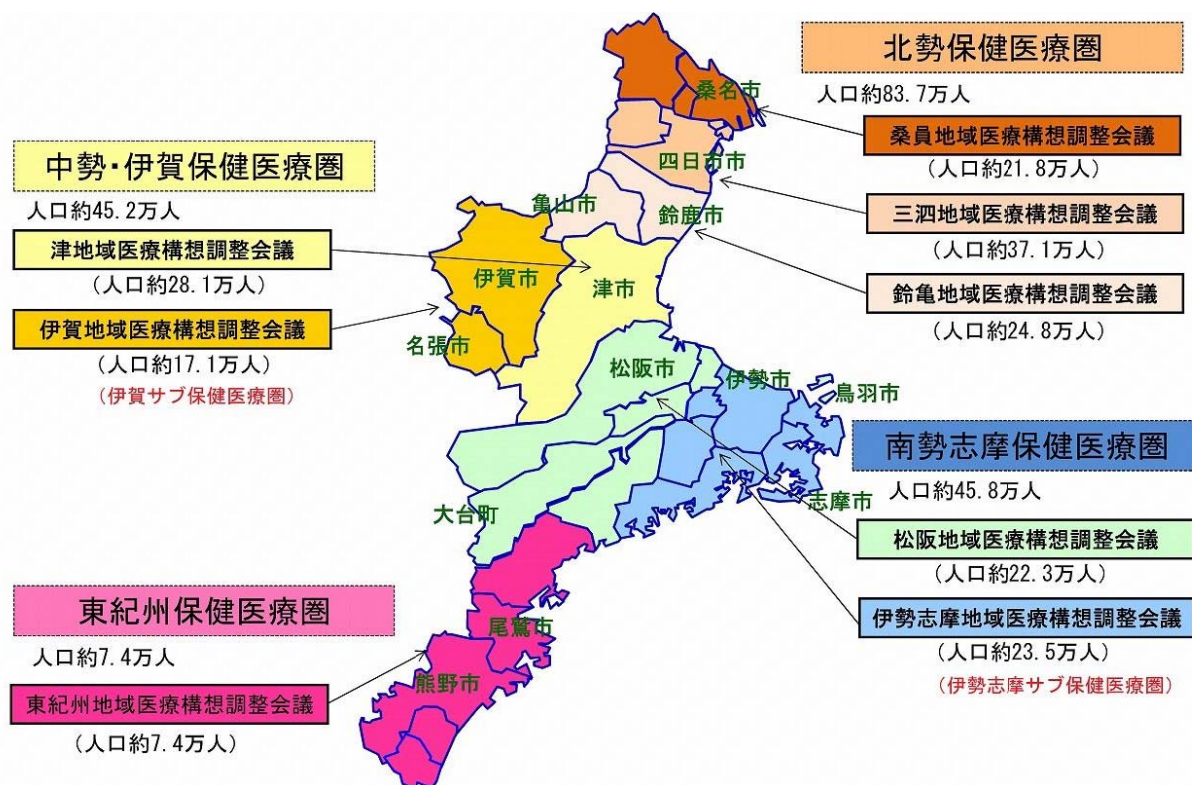 北勢保健医療圏
人口約83.7万人
桑員地域医療構想調整会議
(人口約21.8万人)
三泗地域医療構想調整会議
(人口約37.1万人)
鈴亀地域医療構想調整会議
(人口約24.8万人)
中勢・伊賀保健医療圏
人口約45.2万人
津地域医療構想調整会議
(人口約28.1万人)
伊賀地域医療構想調整会議
(人口約17.1万人)
(伊賀サブ保健医療圏)
桑名市
四日市市
亀山市
鈴鹿市
伊賀市
津市
名張市
松阪市
伊勢市
鳥羽市
志摩市
大台町
尾鷲市
熊野市
南勢志摩保健医療圏
人口約45.8万人
松阪地域医療構想調整会議
(人口約22.3万人)
伊勢志摩地域医療構想調整会議
(人口約23.5万人)
(伊勢志摩サブ保健医療圏)
東紀州保健医療圏
人口約7.4万人
東紀州地域医療構想調整会議
(人口約7.4万人)